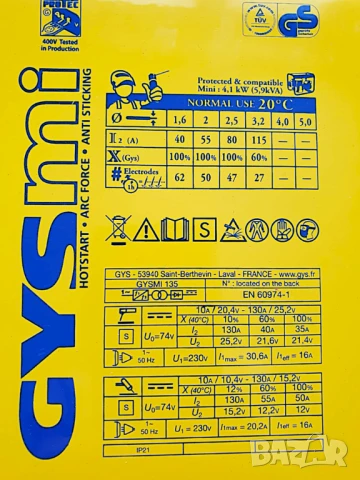 PROTEC
400V Tested
in Production
TÜV
GS
GYSmi
HOTSTART • ARC FORCE • ANTI STICKING
Protected & compatible
Mini : 4,1 kW (5,9kVA)
NORMAL USE 20°C
Ø 1,6 2 2,5 3,2 4,0 5,0
I2 (A) 40 55 80 115 - -
X (Gys) 100% 100% 100% 60% - -
# Electrodes 1h 62 50 47 27 - -
S
GYS - 53940 Saint-Berthevin - Laval - FRANCE - www.gys.fr
GYSMI 135 N° : located on the back
1~ EN 60974-1
10A / 20,4V - 130A / 25,2V
X (40°C) 10% 60% 100%
S U0=74V I2 130A 40A 35A
U2 25,2V 21,6V 21,4V
1~ 50 Hz U1=230V I1max = 30,6A I1eff = 16A
10A / 10,4V - 130A / 15,2V
X (40°C) 12% 60% 100%
S U0=74V I2 130A 55A 50A
U2 15,2V 12,2V 12V
1~ 50 Hz U1 = 230V I1max = 20,2A I1eff = 16A
IP21
BAZAR
bg